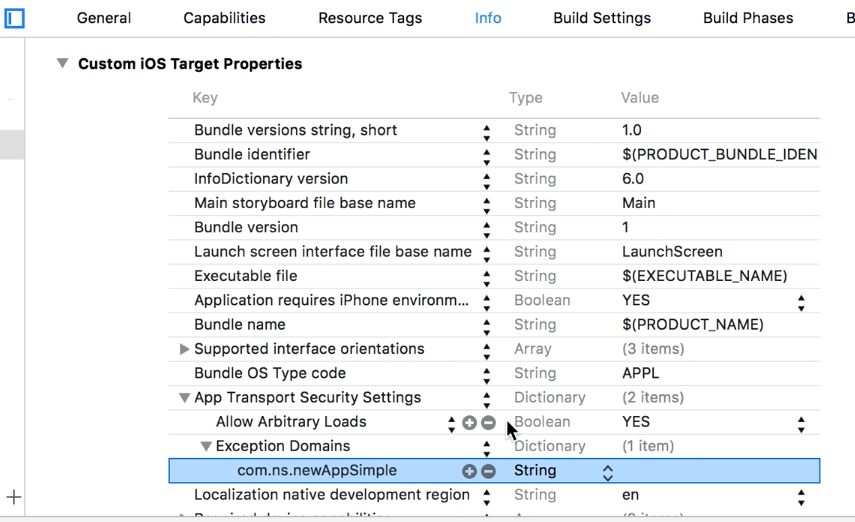 General Capabilities Resource Tags Info Build Settings Build Phases B
Custom iOS Target Properties
Key Type Value
Bundle versions string, short String 1.0
Bundle identifier String $(PRODUCT_BUNDLE_IDEN
InfoDictionary version String 6.0
Main storyboard file base name String Main
Bundle version String 1
Launch screen interface file base name String LaunchScreen
Executable file String $(EXECUTABLE_NAME)
Application requires iPhone environm... Boolean YES
Bundle name String $(PRODUCT_NAME)
Supported interface orientations Array (3 items)
Bundle OS Type code String APPL
App Transport Security Settings Dictionary (2 items)
Allow Arbitrary Loads Boolean YES
Exception Domains Dictionary (1 item)
com.ns.newAppSimple String
Localization native development region String en